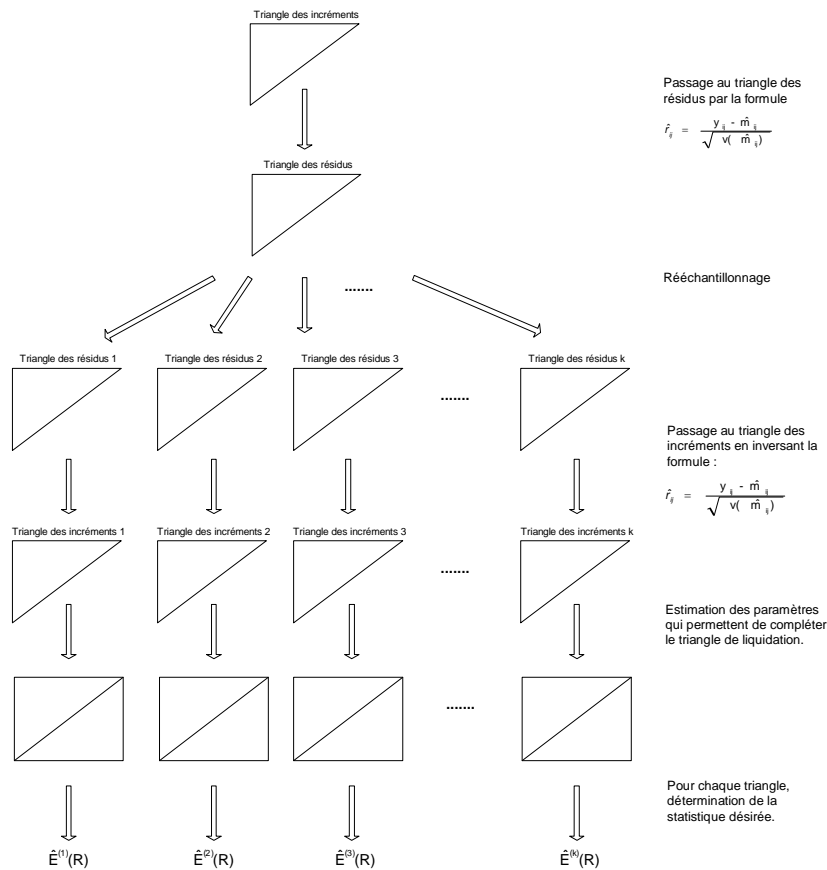 Triangle des incréments
Passage au triangle des
résidus par la formule
r̂ij = y ij - m̂ ij / √ v( m̂ ij)
Triangle des résidus
.......
Rééchantillonnage
Triangle des résidus 1 Triangle des résidus 2 Triangle des résidus 3 Triangle des résidus k
.......
Passage au triangle des
incréments en inversant la
formule :
r̂ij = y ij - m̂ ij / √ v( m̂ ij)
Triangle des incréments 1 Triangle des incréments 2 Triangle des incréments 3 Triangle des incréments k
.......
Estimation des paramètres
qui permettent de compléter
le triangle de liquidation.
.......
Pour chaque triangle,
détermination de la
statistique désirée.
Ê(1)(R) Ê(2)(R) Ê(3)(R) Ê(k)(R)